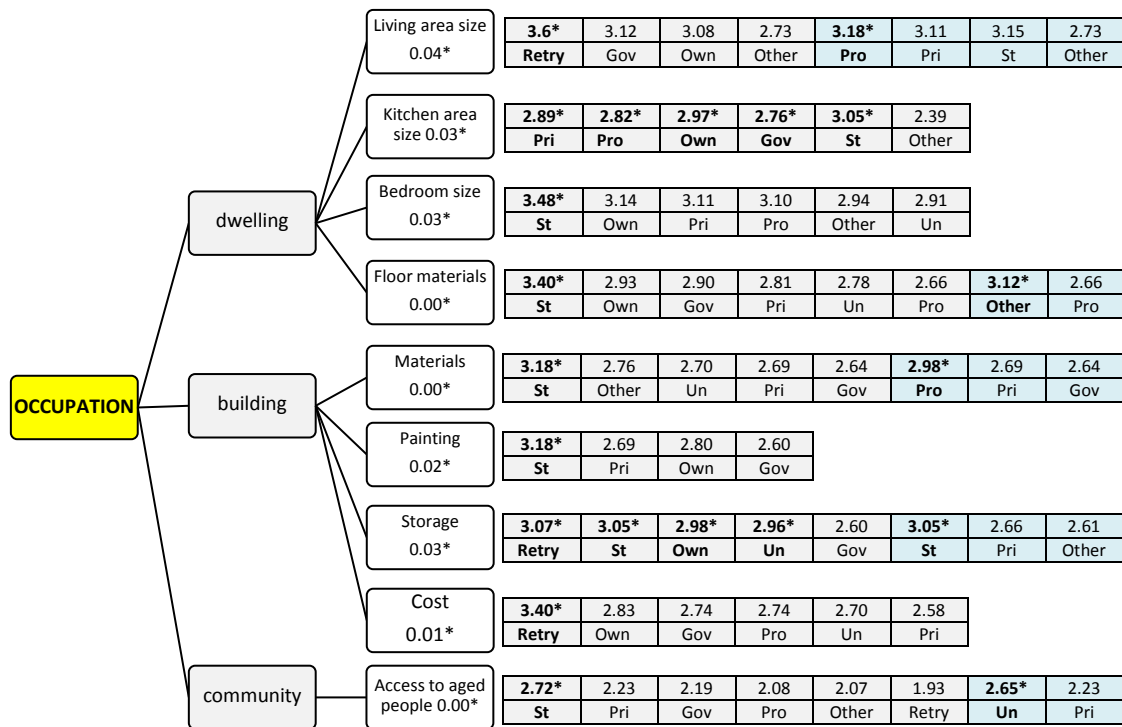 OCCUPATION
dwelling
Living area size
0.04*
3.6* 3.12 3.08 2.73 3.18* 3.11 3.15 2.73
Retry Gov Own Other Pro Pri St Other
Kitchen area
size 0.03*
2.89* 2.82* 2.97* 2.76* 3.05* 2.39
Pri Pro Own Gov St Other
Bedroom size
0.03*
3.48* 3.14 3.11 3.10 2.94 2.91
St Own Pri Pro Other Un
Floor materials
0.00*
3.40* 2.93 2.90 2.81 2.78 2.66 3.12* 2.66
St Own Gov Pri Un Pro Other Pro
building
Materials
0.00*
3.18* 2.76 2.70 2.69 2.64 2.98* 2.69 2.64
St Other Un Pri Gov Pro Pri Gov
Painting
0.02*
3.18* 2.69 2.80 2.60
St Pri Own Gov
Storage
0.03*
3.07* 3.05* 2.98* 2.96* 2.60 3.05* 2.66 2.61
Retry St Own Un Gov St Pri Other
Cost
0.01*
3.40* 2.83 2.74 2.74 2.70 2.58
Retry Own Gov Pro Un Pri
community
Access to aged
people 0.00*
2.72* 2.23 2.19 2.08 2.07 1.93 2.65* 2.23
St Pri Gov Pro Other Retry Un Pri